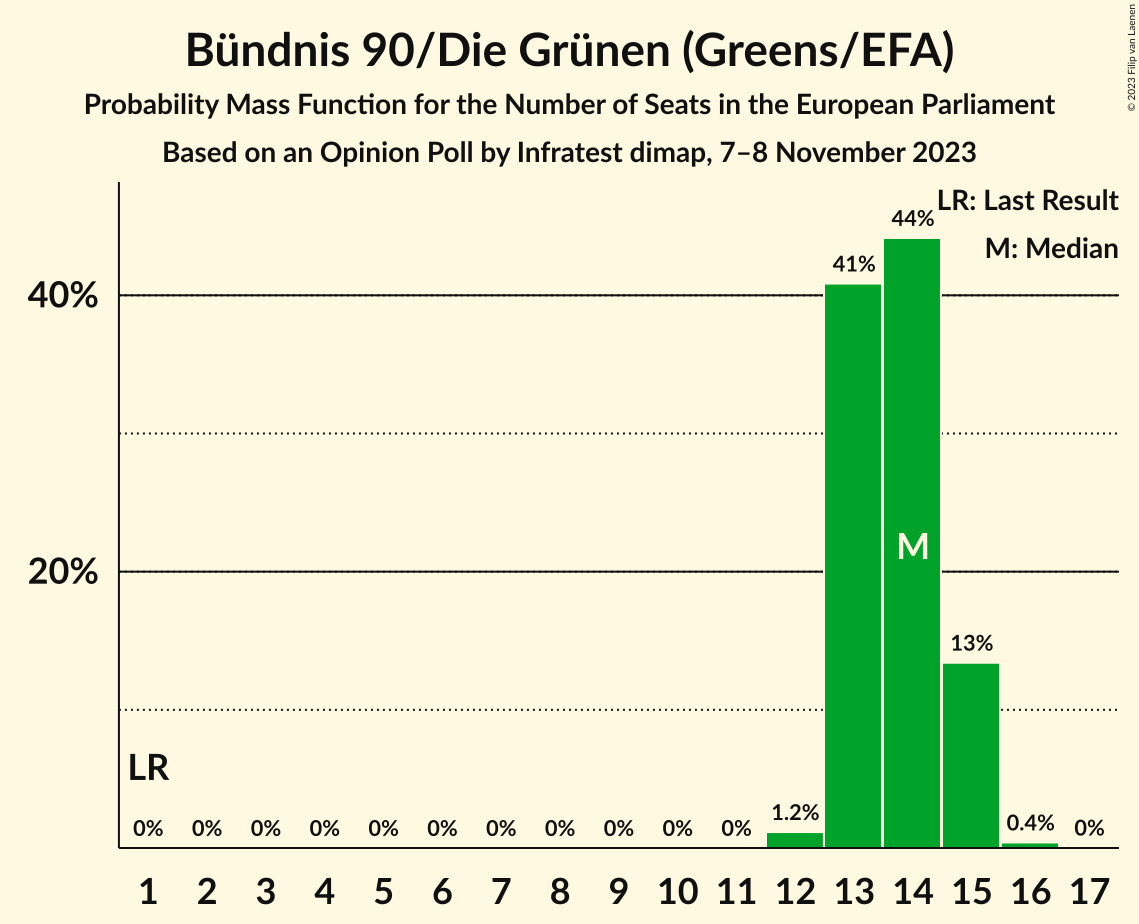 Bündnis 90/Die Grünen (Greens/EFA)
Probability Mass Function for the Number of Seats in the European Parliament
Based on an Opinion Poll by Infratest dimap, 7–8 November 2023
© 2023 Filip van Laenen
LR: Last Result
M: Median
44%
41%
40%
M
20%
13%
LR
1.2%
0.4%
0% 0% 0% 0% 0% 0% 0% 0% 0% 0% 0% 0%
1 2 3 4 5 6 7 8 9 10 11 12 13 14 15 16 17